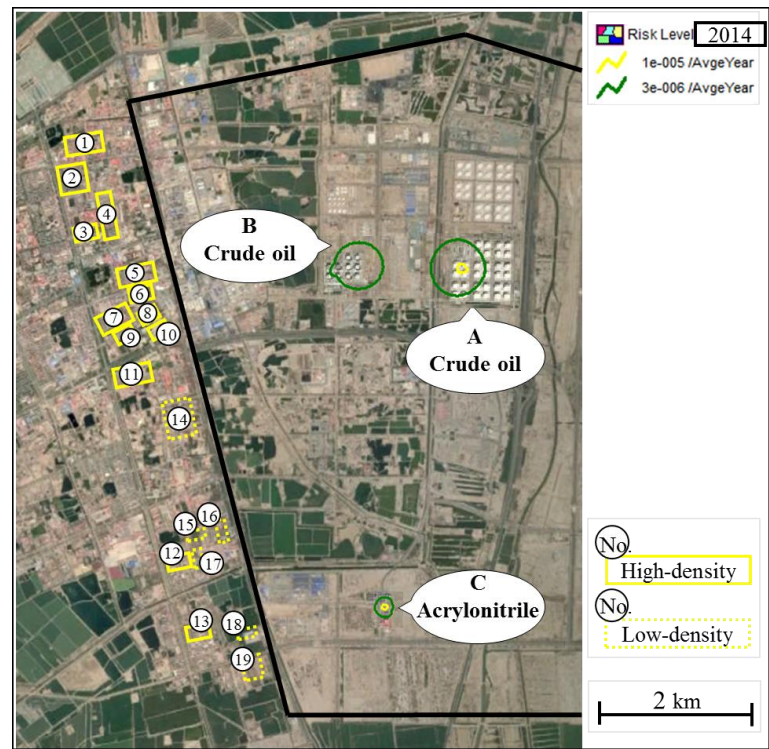 Risk Level 2014
1e-005 /AvgeYear
3e-006 /AvgeYear
1
2
4
3
B
Crude oil
5
6
7
8
9
10
A
Crude oil
11
14
15
16
12
17
C
Acrylonitrile
13
18
19
No.
High-density
No.
Low-density
2 km